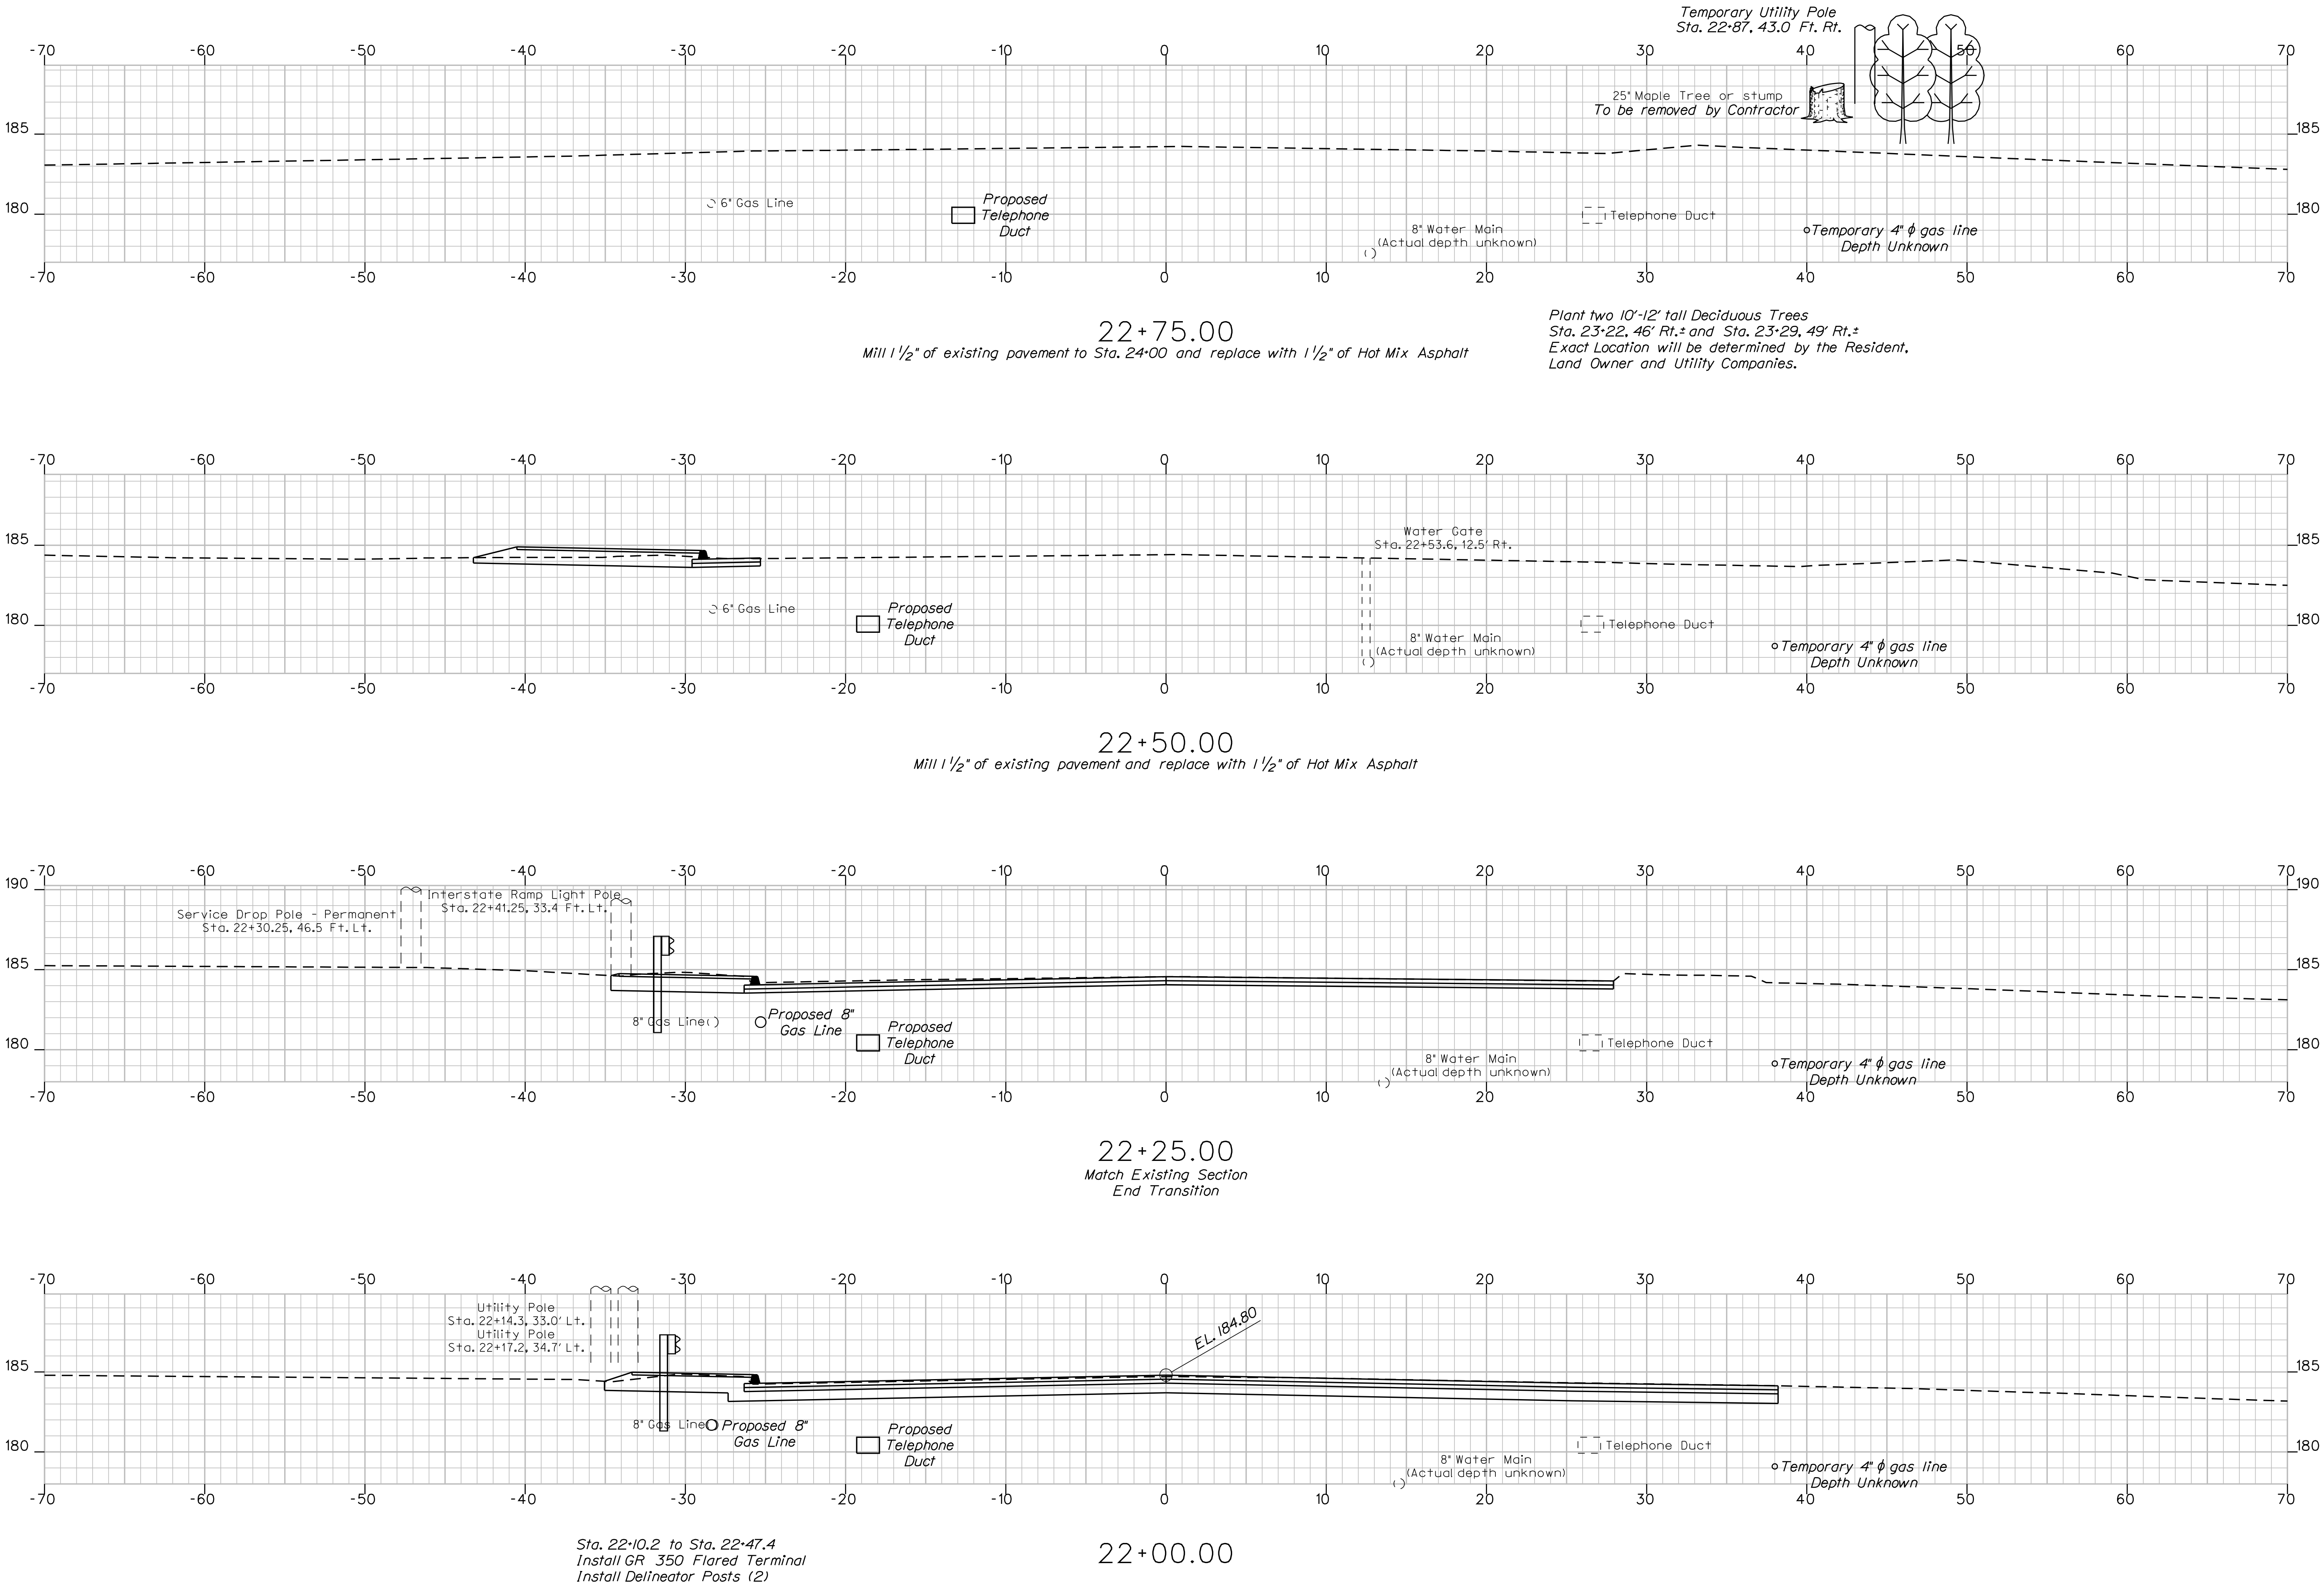 Temporary Utility Pole
Sta. 22+87, 43.0 Ft. Rt.
-70 -60 -50 -40 -30 -20 -10 0 10 20 30 40 50 60 70
25" Maple Tree or stump
To be removed by Contractor
185 185
180 180
6" Gas Line
Proposed
Telephone
Duct
8" Water Main
(Actual depth unknown)
Telephone Duct
Temporary 4" ϕ gas line
Depth Unknown
-70 -60 -50 -40 -30 -20 -10 0 10 20 30 40 50 60 70
22+75.00
Mill 1 1/2" of existing pavement to Sta. 24+00 and replace with 1 1/2" of Hot Mix Asphalt
Plant two 10'-12' tall Deciduous Trees
Sta. 23+22, 46' Rt.± and Sta. 23+29, 49' Rt.±
Exact Location will be determined by the Resident,
Land Owner and Utility Companies.
-70 -60 -50 -40 -30 -20 -10 0 10 20 30 40 50 60 70
Water Gate
Sta. 22+53.6, 12.5' Rt.
185 185
180 180
6" Gas Line
Proposed
Telephone
Duct
8" Water Main
(Actual depth unknown)
Telephone Duct
Temporary 4" ϕ gas line
Depth Unknown
-70 -60 -50 -40 -30 -20 -10 0 10 20 30 40 50 60 70
22+50.00
Mill 1 1/2" of existing pavement and replace with 1 1/2" of Hot Mix Asphalt
-70 -60 -50 -40 -30 -20 -10 0 10 20 30 40 50 60 70
190 190
Interstate Ramp Light Pole
Sta. 22+41.25, 33.4 Ft. Lt.
Service Drop Pole - Permanent
Sta. 22+30.25, 46.5 Ft. Lt.
185 185
180 180
8" Gas Line
Proposed 8"
Gas Line
Proposed
Telephone
Duct
8" Water Main
(Actual depth unknown)
Telephone Duct
Temporary 4" ϕ gas line
Depth Unknown
-70 -60 -50 -40 -30 -20 -10 0 10 20 30 40 50 60 70
22+25.00
Match Existing Section
End Transition
-70 -60 -50 -40 -30 -20 -10 0 10 20 30 40 50 60 70
Utility Pole
Sta. 22+14.3, 33.0' Lt.
Utility Pole
Sta. 22+17.2, 34.7' Lt.
EL. 184.80
185 185
180 180
8" Gas Line
Proposed 8"
Gas Line
Proposed
Telephone
Duct
8" Water Main
(Actual depth unknown)
Telephone Duct
Temporary 4" ϕ gas line
Depth Unknown
-70 -60 -50 -40 -30 -20 -10 0 10 20 30 40 50 60 70
Sta. 22+10.2 to Sta. 22+47.4
Install GR 350 Flared Terminal
Install Delineator Posts (2)
22+00.00